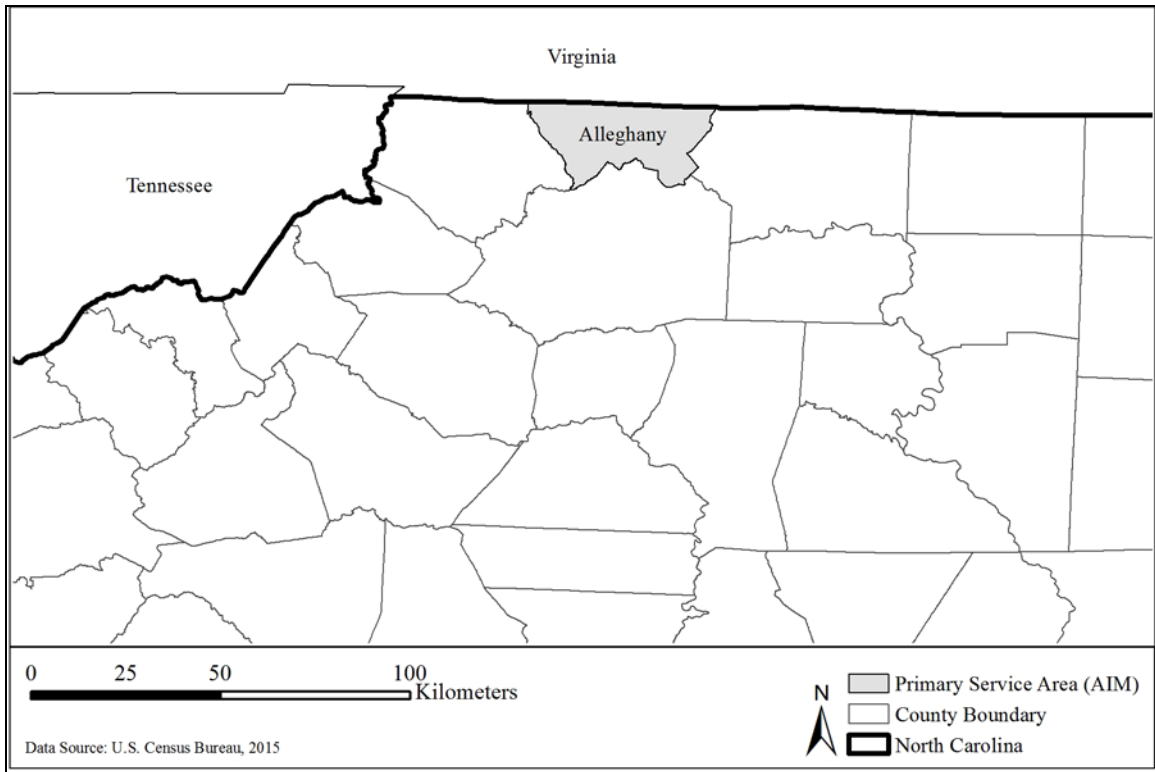 Virginia
Alleghany
Tennessee
0 25 50 100
Kilometers
N
Primary Service Area (AIM)
County Boundary
North Carolina
Data Source: U.S. Census Bureau, 2015